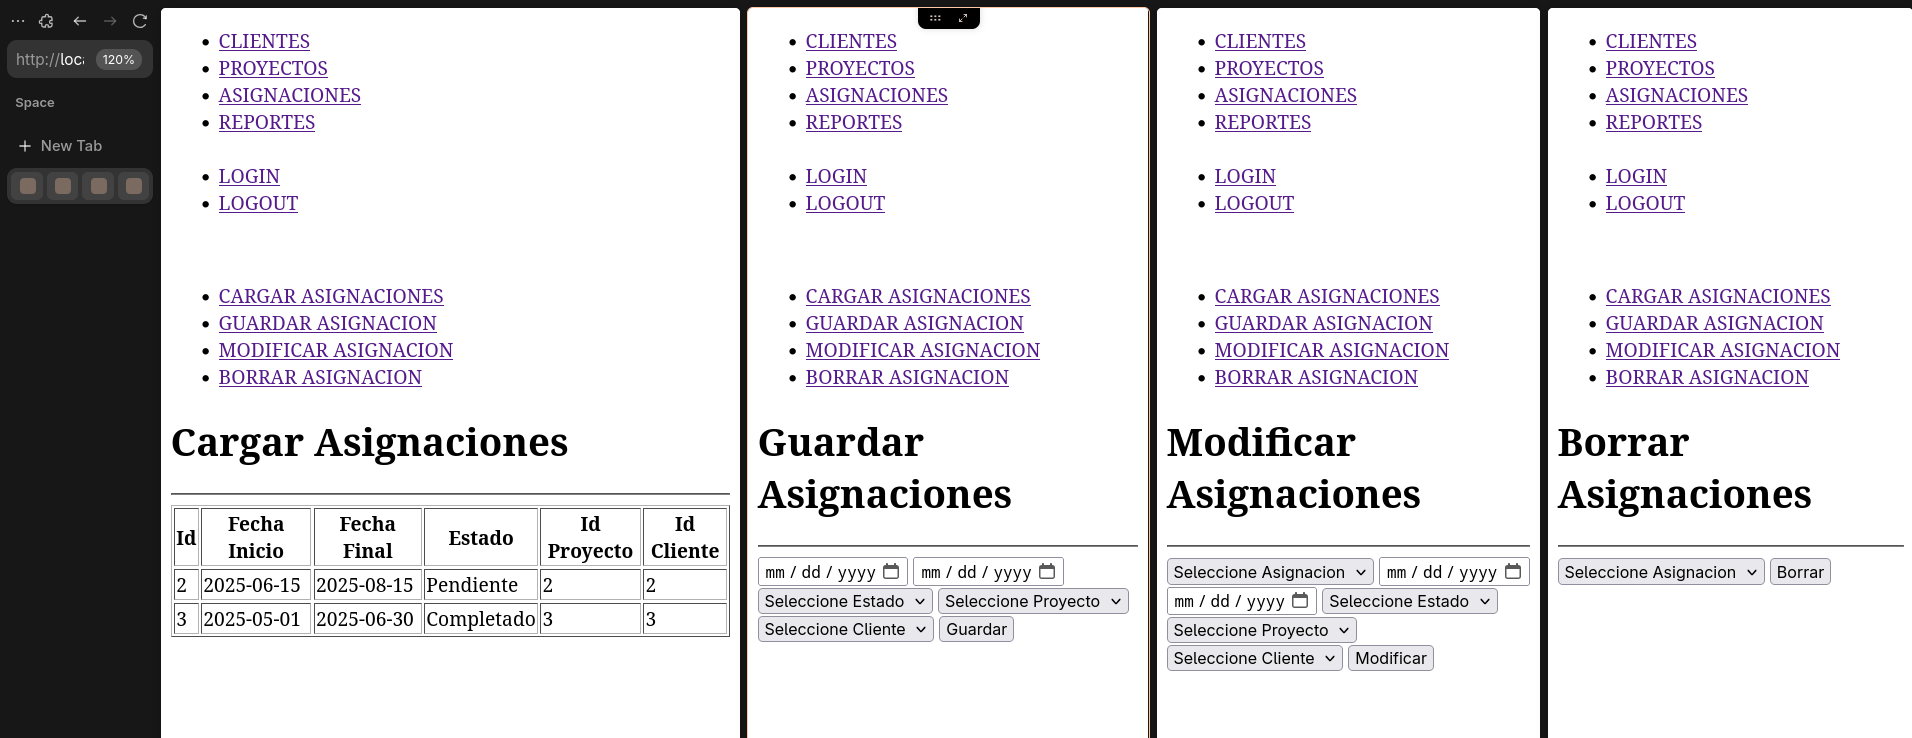 http://loca
120%
Space
New Tab
CLIENTES
PROYECTOS
ASIGNACIONES
REPORTES
LOGIN
LOGOUT
CARGAR ASIGNACIONES
GUARDAR ASIGNACION
MODIFICAR ASIGNACION
BORRAR ASIGNACION
Cargar Asignaciones
Id Fecha Inicio Fecha Final Estado Id Proyecto Id Cliente
2 2025-06-15 2025-08-15 Pendiente 2 2
3 2025-05-01 2025-06-30 Completado 3 3
CLIENTES
PROYECTOS
ASIGNACIONES
REPORTES
LOGIN
LOGOUT
CARGAR ASIGNACIONES
GUARDAR ASIGNACION
MODIFICAR ASIGNACION
BORRAR ASIGNACION
Guardar
Asignaciones
mm / dd / yyyy mm / dd / yyyy
Seleccione Estado Seleccione Proyecto
Seleccione Cliente Guardar
CLIENTES
PROYECTOS
ASIGNACIONES
REPORTES
LOGIN
LOGOUT
CARGAR ASIGNACIONES
GUARDAR ASIGNACION
MODIFICAR ASIGNACION
BORRAR ASIGNACION
Modificar
Asignaciones
Seleccione Asignacion mm / dd / yyyy
mm / dd / yyyy Seleccione Estado
Seleccione Proyecto
Seleccione Cliente Modificar
CLIENTES
PROYECTOS
ASIGNACIONES
REPORTES
LOGIN
LOGOUT
CARGAR ASIGNACIONES
GUARDAR ASIGNACION
MODIFICAR ASIGNACION
BORRAR ASIGNACION
Borrar
Asignaciones
Seleccione Asignacion Borrar